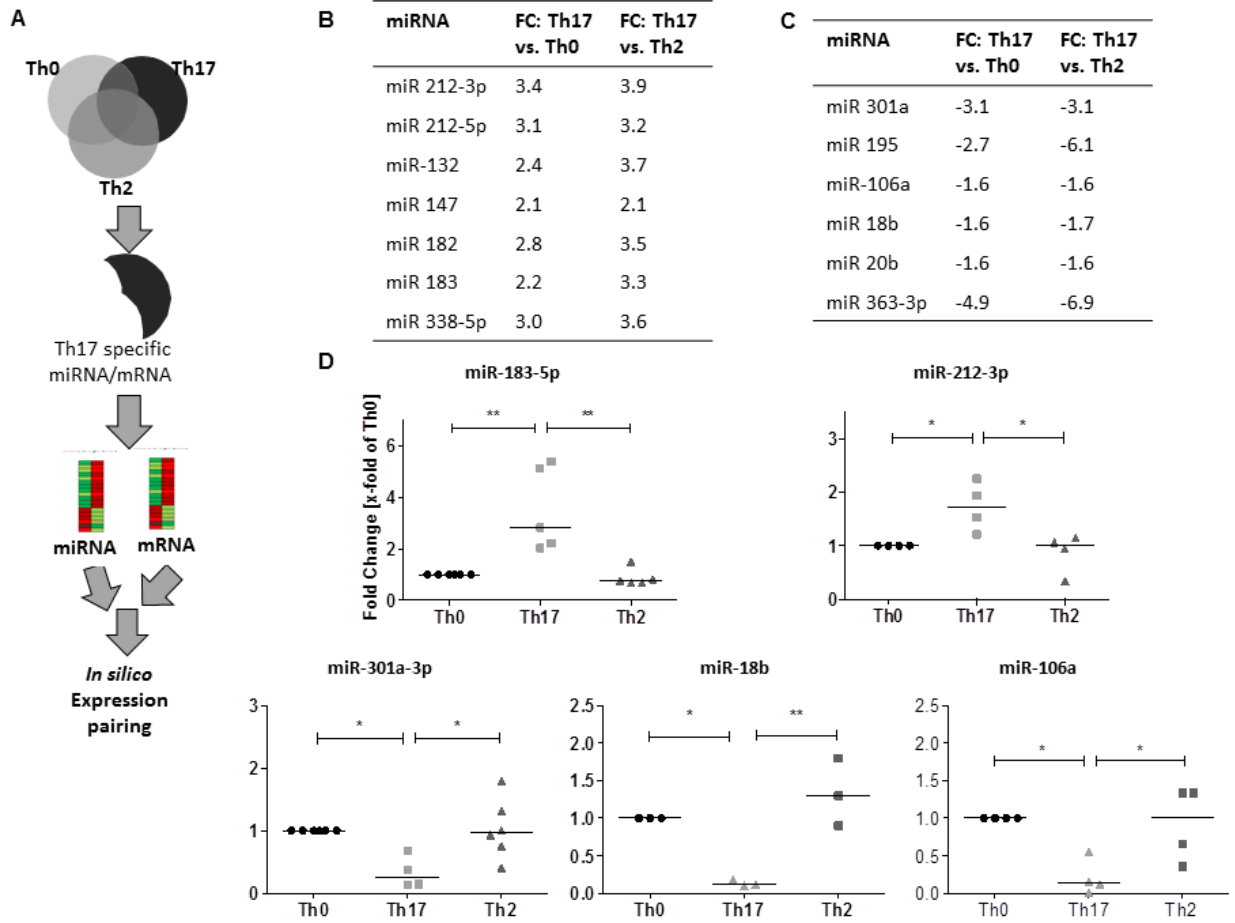 A
Th0
Th17
Th2
Th17 specific
miRNA/mRNA
miRNA
mRNA
In silico
Expression
pairing
B
miRNA FC: Th17 vs. Th0 FC: Th17 vs. Th2
miR 212-3p 3.4 3.9
miR 212-5p 3.1 3.2
miR-132 2.4 3.7
miR 147 2.1 2.1
miR 182 2.8 3.5
miR 183 2.2 3.3
miR 338-5p 3.0 3.6
C
miRNA FC: Th17 vs. Th0 FC: Th17 vs. Th2
miR 301a -3.1 -3.1
miR 195 -2.7 -6.1
miR-106a -1.6 -1.6
miR 18b -1.6 -1.7
miR 20b -1.6 -1.6
miR 363-3p -4.9 -6.9
D
miR-183-5p
Fold Change [x-fold of Th0]
6
4
2
0
** **
Th0 Th17 Th2
miR-212-3p
3
2
1
0
* *
Th0 Th17 Th2
miR-301a-3p
3
2
1
0
* *
Th0 Th17 Th2
miR-18b
2.5
2.0
1.5
1.0
0.5
0.0
* **
Th0 Th17 Th2
miR-106a
2.5
2.0
1.5
1.0
0.5
0.0
* *
Th0 Th17 Th2